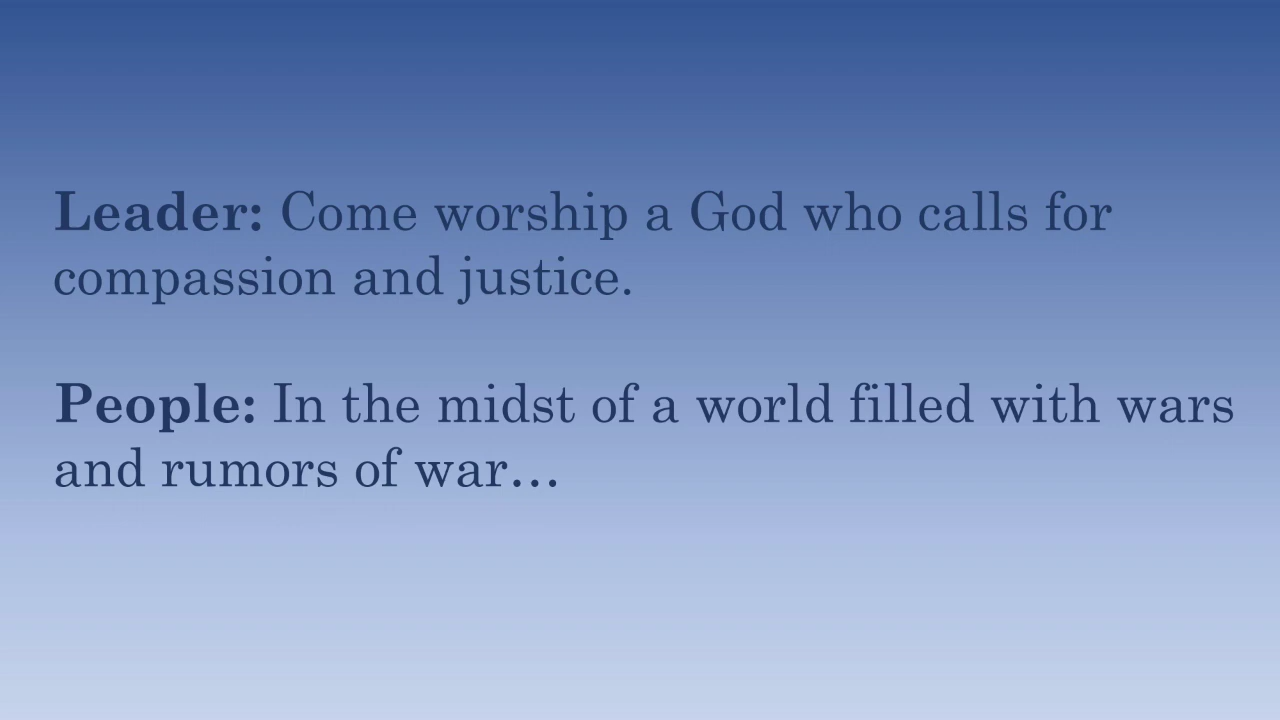 Leader: Come worship a God who calls for
compassion and justice.
People: In the midst of a world filled with wars
and rumors of war…